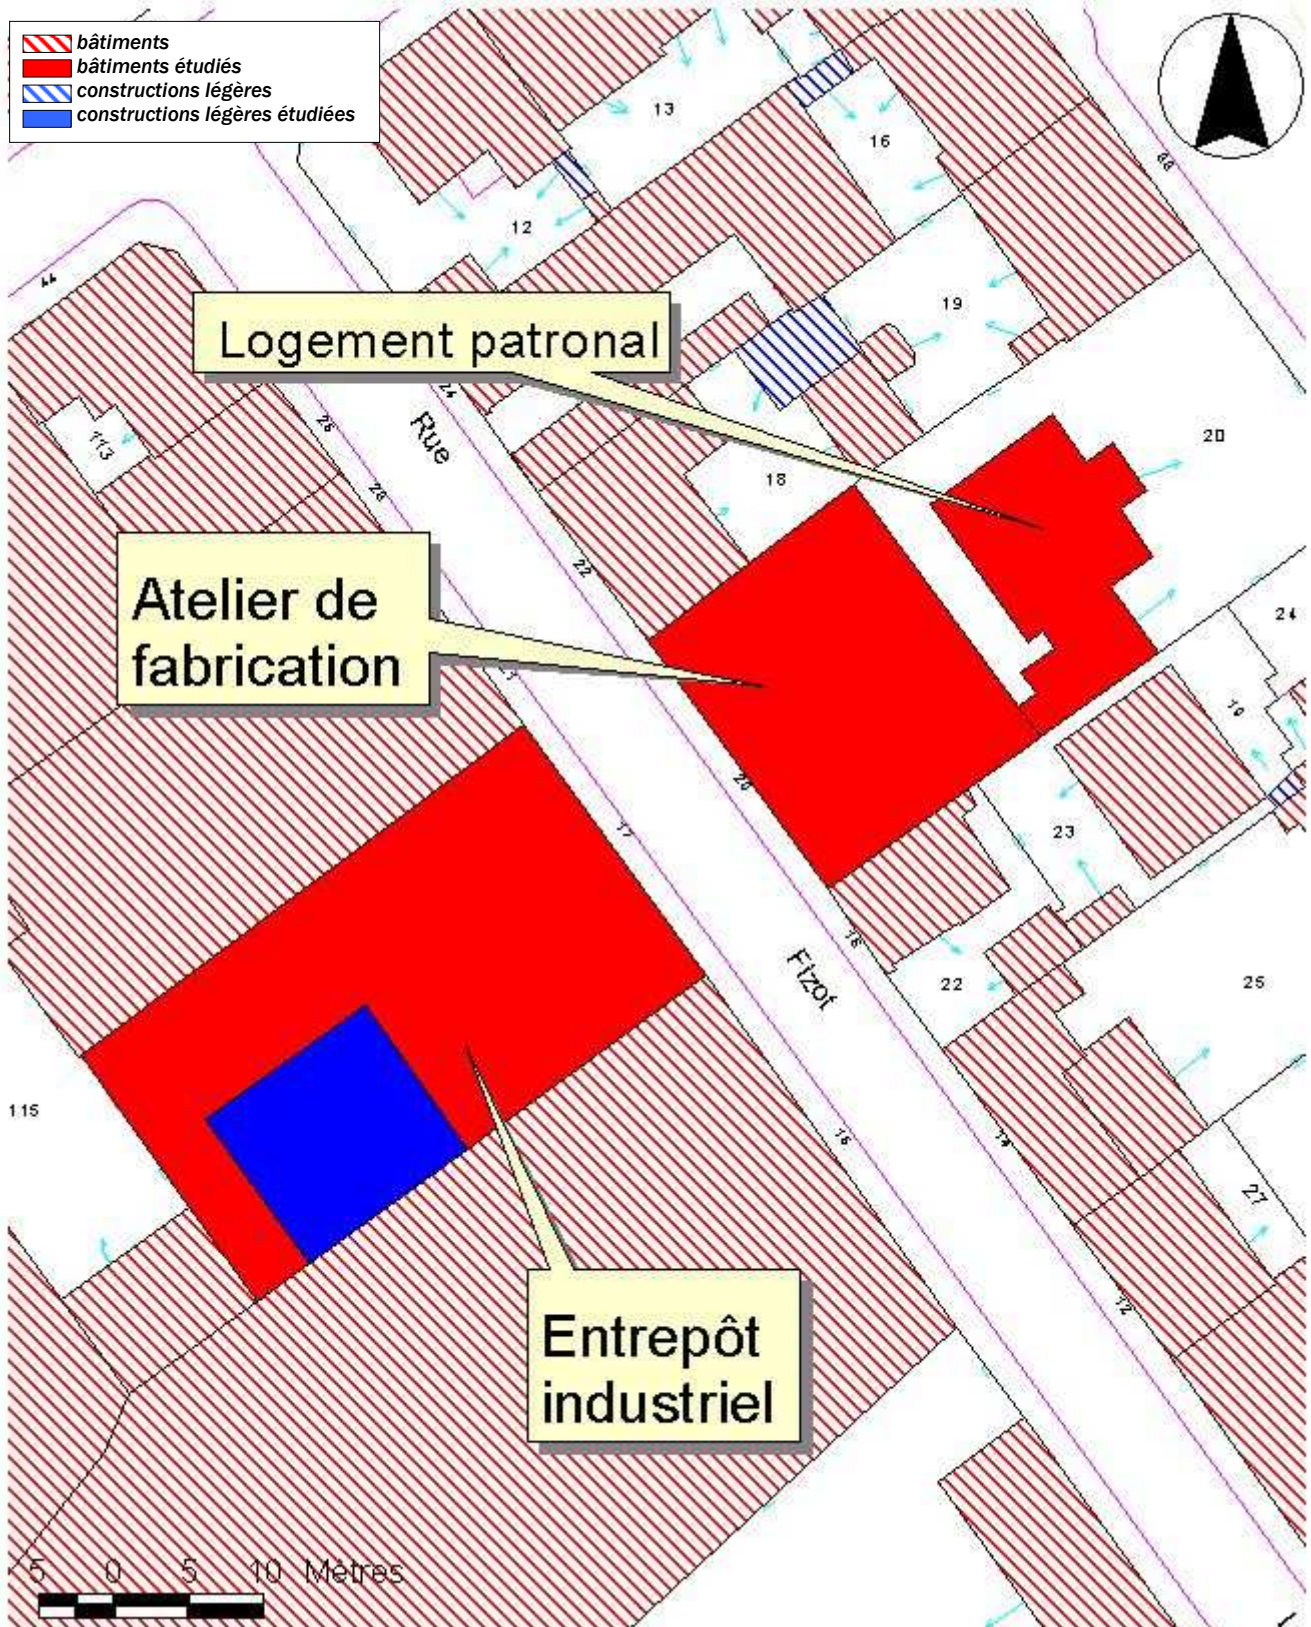 bâtiments
bâtiments étudiés
constructions légères
constructions légères étudiées
13
16
88
12
44
19
Logement patronal
24
Rue
26
113
20
28
18
22
Atelier de
fabrication
24
19
20
17
23
18
Fizot
22
25
115
16
14
27
12
Entrepôt
industriel
5 0 5 10 Mètres